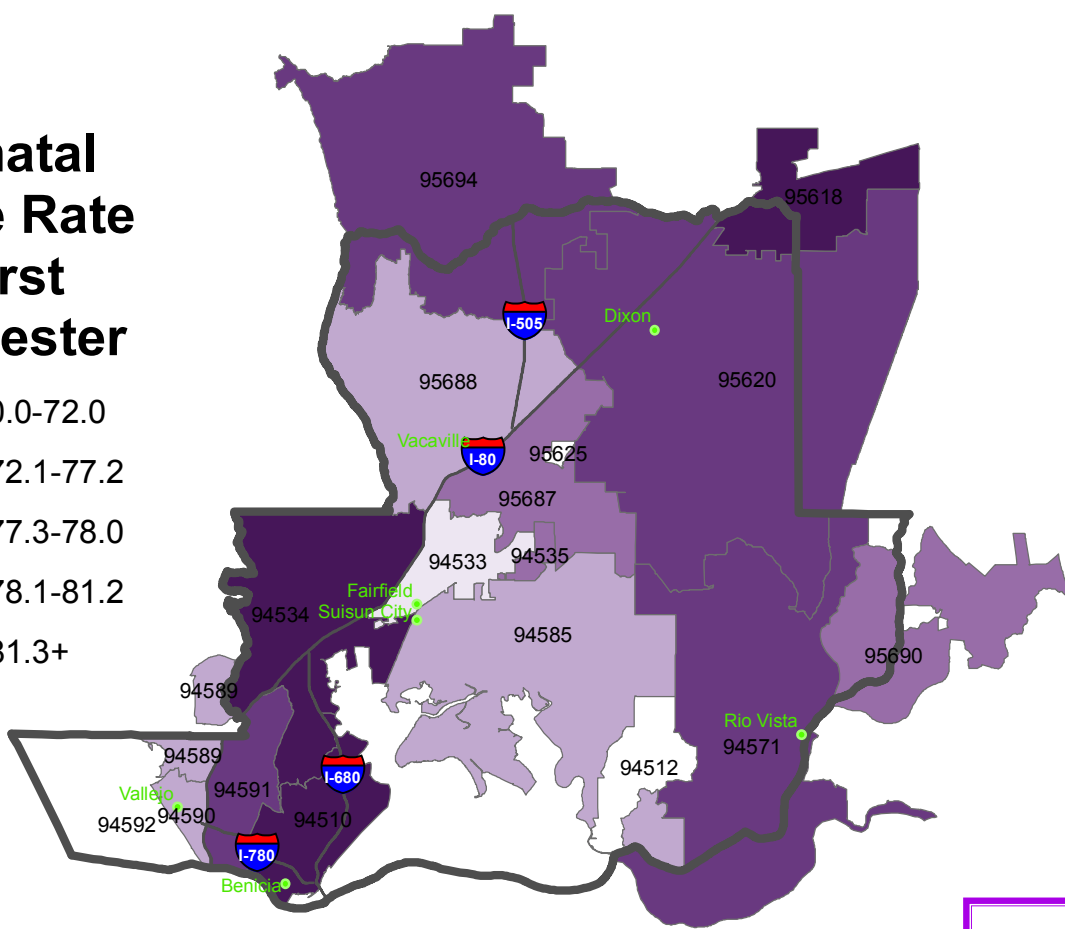 natal
e Rate
rst
ester
0.0-72.0
72.1-77.2
77.3-78.0
78.1-81.2
81.3+
95694
95618
I-505
Dixon
95688
95620
Vacaville
I-80
95625
95687
94533
94535
Fairfield
Suisun City
94534
94585
95690
94589
Rio Vista
94571
94589
94512
I-680
94591
Vallejo
94590
94592
94510
I-780
Benicia